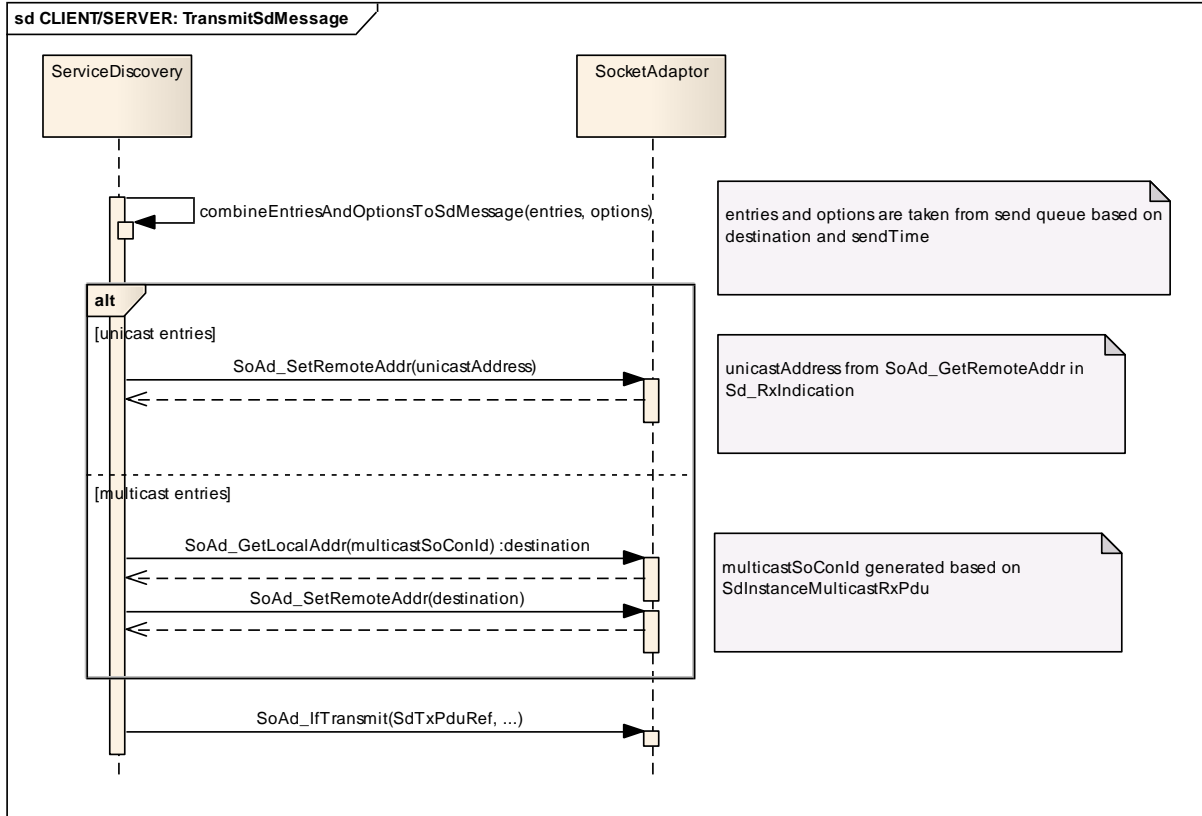 sd CLIENT/SERVER: TransmitSdMessage
ServiceDiscovery
SocketAdaptor
combineEntriesAndOptionsToSdMessage(entries, options)
entries and options are taken from send queue based on
destination and sendTime
alt
[unicast entries]
SoAd_SetRemoteAddr(unicastAddress)
unicastAddress from SoAd_GetRemoteAddr in
Sd_RxIndication
[multicast entries]
SoAd_GetLocalAddr(multicastSoConId) :destination
SoAd_SetRemoteAddr(destination)
multicastSoConId generated based on
SdInstanceMulticastRxPdu
SoAd_IfTransmit(SdTxPduRef, ...)